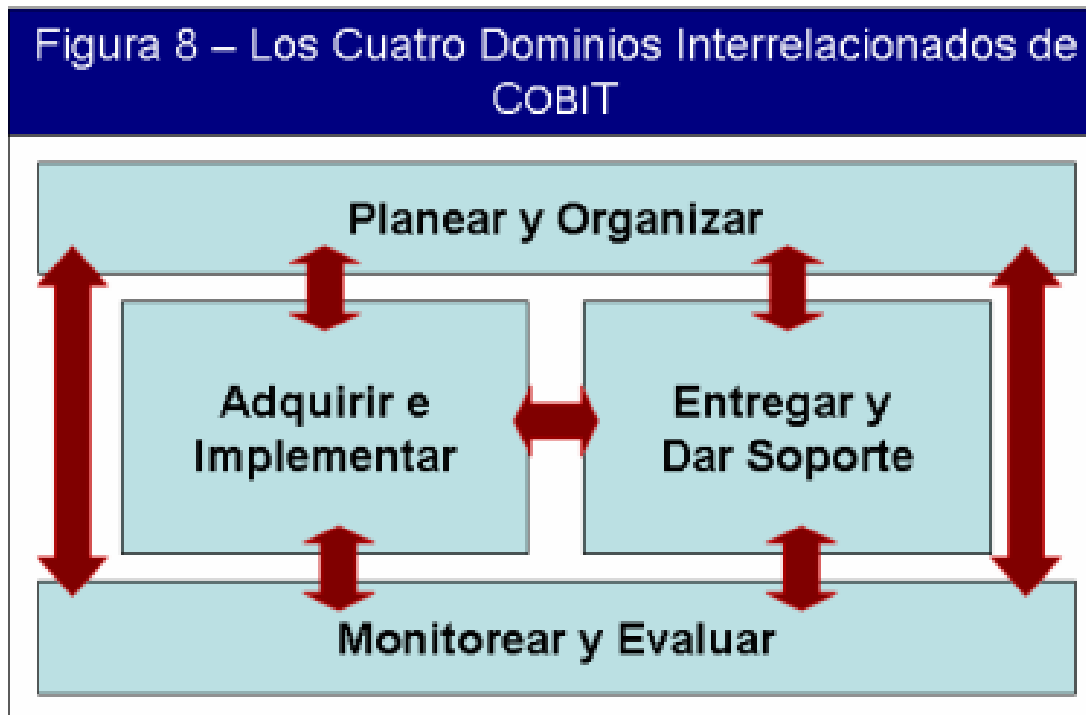 Figura 8 – Los Cuatro Dominios Interrelacionados de
COBIT
Planear y Organizar
Adquirir e
Implementar
Entregar y
Dar Soporte
Monitorear y Evaluar